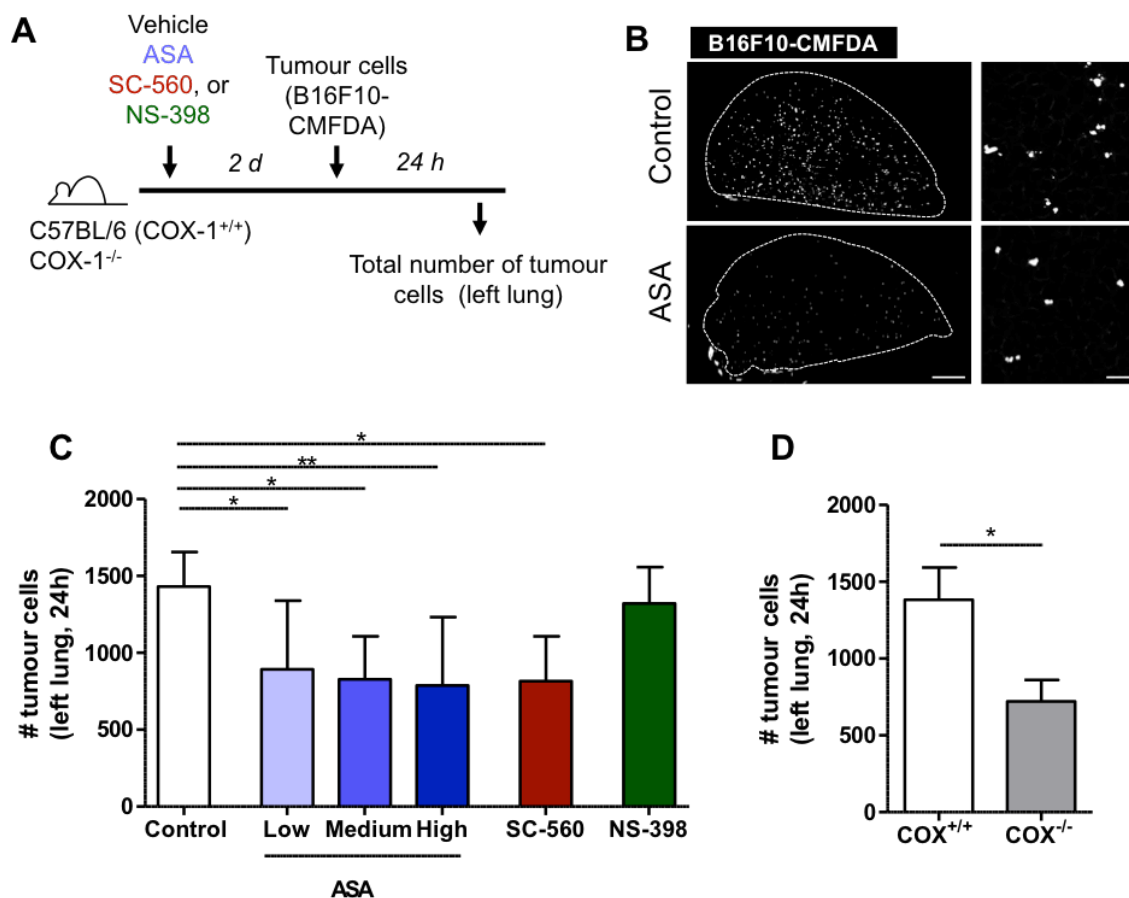 A
Vehicle
ASA
SC-560, or
NS-398
Tumour cells
(B16F10-
CMFDA)
2 d
24 h
C57BL/6 (COX-1+/+)
COX-1-/-
Total number of tumour
cells (left lung)
B
B16F10-CMFDA
Control
ASA
C
*
**
*
*
# tumour cells
(left lung, 24h)
2000
1500
1000
500
0
Control Low Medium High SC-560 NS-398
ASA
D
*
# tumour cells
(left lung, 24h)
2000
1500
1000
500
0
COX+/+ COX-/-